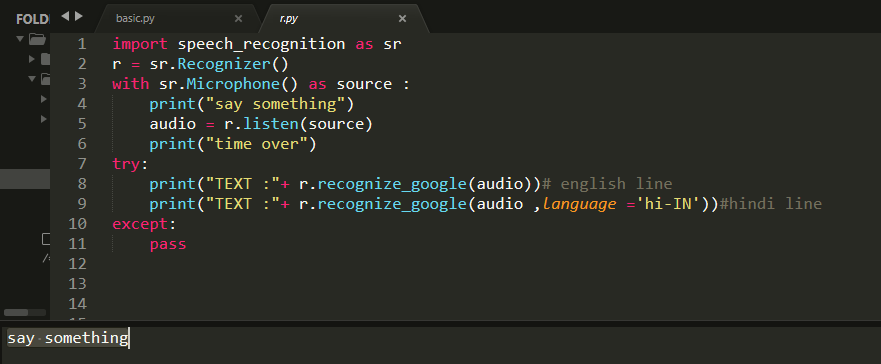 FOLD
basic.py × r.py ×
1 import speech_recognition as sr
2 r = sr.Recognizer()
3 with sr.Microphone() as source :
4 print("say something")
5 audio = r.listen(source)
6 print("time over")
7 try:
8 print("TEXT :"+ r.recognize_google(audio))# english line
9 print("TEXT :"+ r.recognize_google(audio ,language ='hi-IN'))#hindi line
10 except:
11 pass
12
13
14
say something